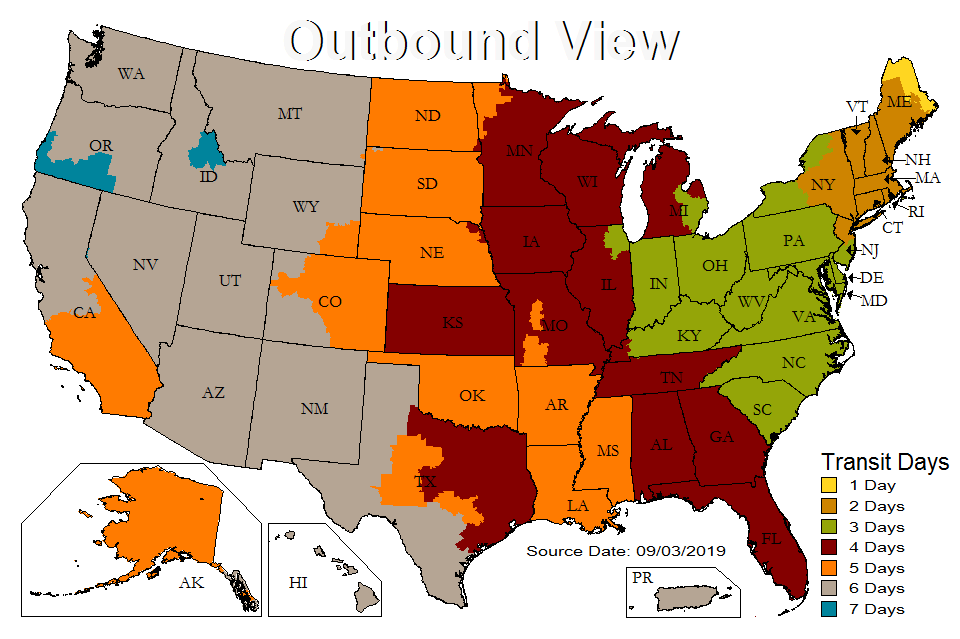 Outbound View
WA
MT
ND
MN
VT
ME
OR
ID
SD
WI
NH
MA
WY
MI
NY
RI
CT
NV
UT
NE
IA
PA
NJ
CO
IL
IN
OH
DE
MD
CA
KS
MO
WV
VA
KY
AZ
NM
OK
AR
TN
NC
SC
MS
AL
GA
TX
LA
FL
AK
HI
PR
Source Date: 09/03/2019
Transit Days
1 Day
2 Days
3 Days
4 Days
5 Days
6 Days
7 Days